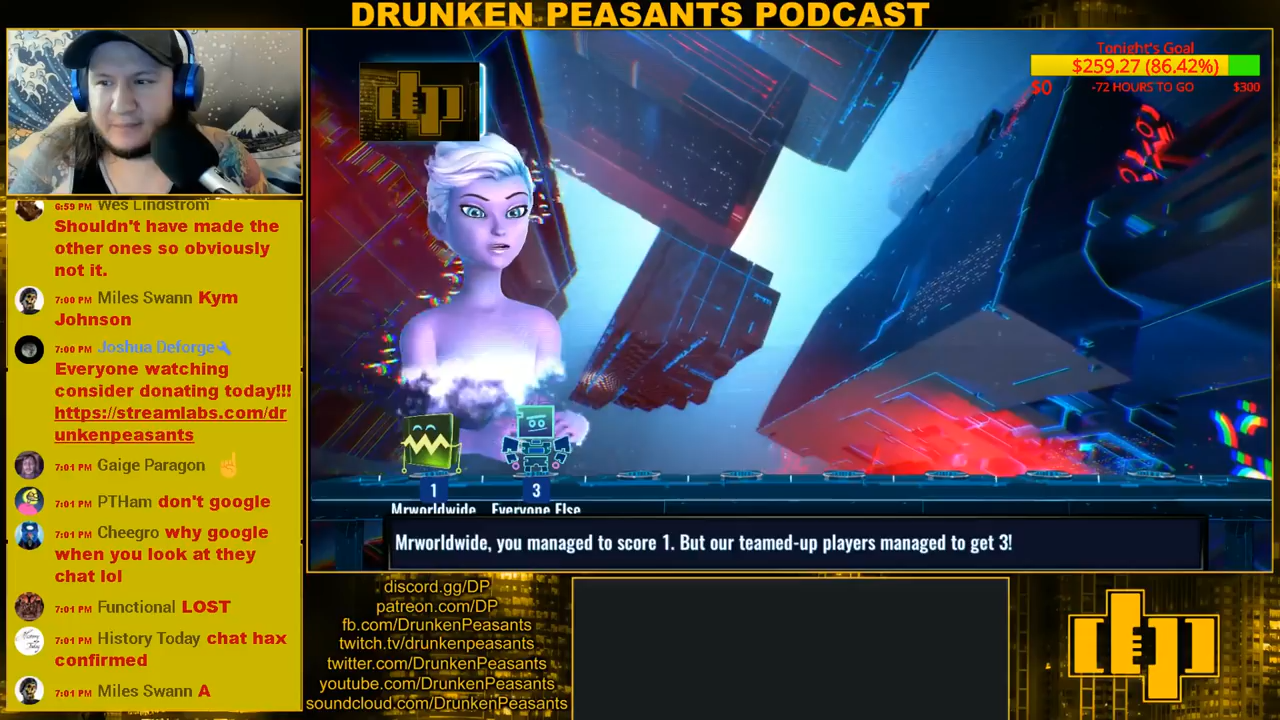 DRUNKEN PEASANTS PODCAST
Tonight's Goal
$259.27 (86.42%)
$0
-72 HOURS TO GO
$300
6:59 PM Wes Lindstrom
Shouldn't have made the
other ones so obviously
not it.
7:00 PM Miles Swann Kym
Johnson
7:00 PM Joshua Deforge
Everyone watching
consider donating today!!!
https://streamlabs.com/dr
unkenpeasants
7:01 PM Gaige Paragon ☝
7:01 PM PTHam don't google
7:01 PM Cheegro why google
when you look at they
chat lol
7:01 PM Functional LOST
7:01 PM History Today chat hax
confirmed
7:01 PM Miles Swann A
1
3
Mrworldwide
Everyone Else
Mrworldwide, you managed to score 1. But our teamed-up players managed to get 3!
discord.gg/DP
patreon.com/DP
fb.com/DrunkenPeasants
twitch.tv/drunkenpeasants
twitter.com/DrunkenPeasants
youtube.com/DrunkenPeasants
soundcloud.com/DrunkenPeasants